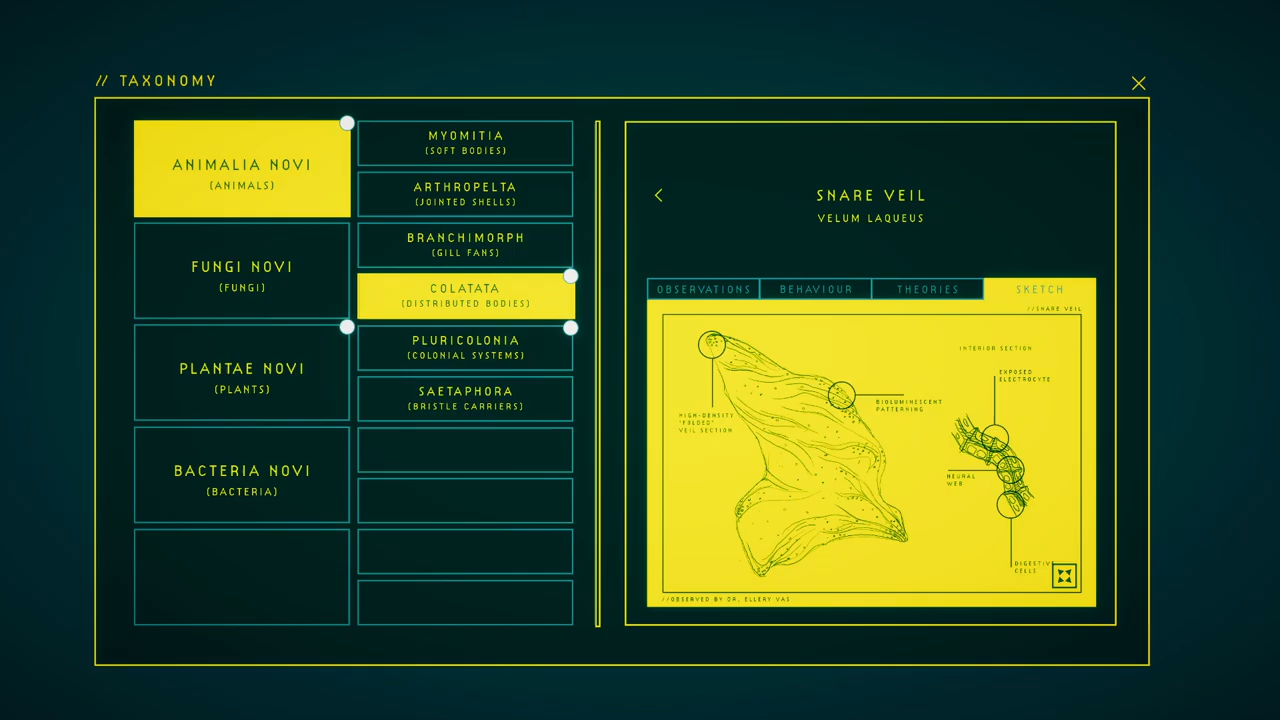 // TAXONOMY
ANIMALIA NOVI
(ANIMALS)
FUNGI NOVI
(FUNGI)
PLANTAE NOVI
(PLANTS)
BACTERIA NOVI
(BACTERIA)
MYOMITIA
(SOFT BODIES)
ARTHROPELTA
(JOINTED SHELLS)
BRANCHIMORPH
(GILL FANS)
COLATATA
(DISTRIBUTED BODIES)
PLURICOLONIA
(COLONIAL SYSTEMS)
SAETAPHORA
(BRISTLE CARRIERS)
SNARE VEIL
VELUM LAQUEUS
OBSERVATIONS
BEHAVIOUR
THEORIES
SKETCH
//SNARE VEIL
HIGH-DENSITY
"FOLDED"
VEIL SECTION
BIOLUMINESCENT
PATTERNING
INTERIOR SECTION
EXPOSED
ELECTROCYTE
NEURAL
WEB
DIGESTIVE
CELLS
//OBSERVED BY DR. ELLERY VAS